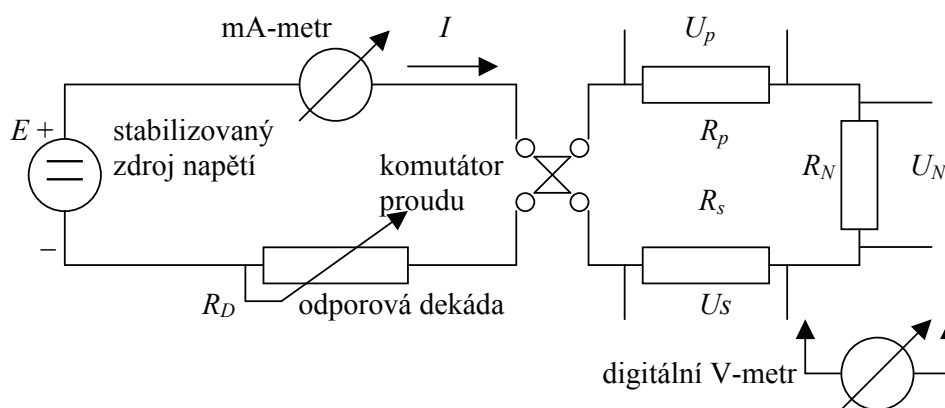 mA-metr
I
U_p
E +
stabilizovaný
zdroj napětí
R_p
komutátor
proudu
R_N
U_N
R_s
–
R_D
odporová dekáda
Us
digitální V-metr